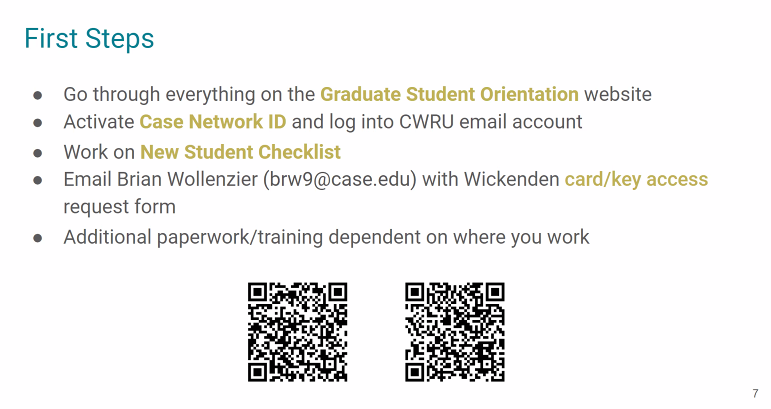 First Steps
● Go through everything on the Graduate Student Orientation website
● Activate Case Network ID and log into CWRU email account
● Work on New Student Checklist
● Email Brian Wollenzier (brw9@case.edu) with Wickenden card/key access
request form
● Additional paperwork/training dependent on where you work
7